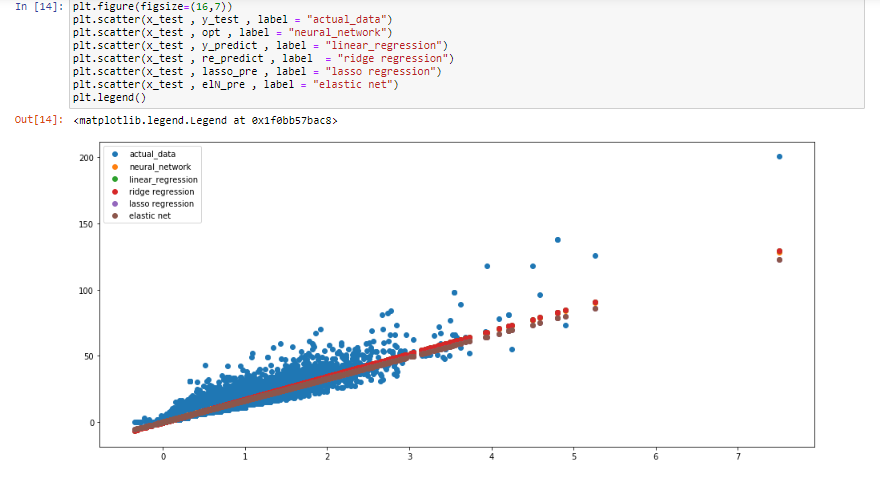 In [14]: plt.figure(figsize=(16,7))
plt.scatter(x_test , y_test , label = "actual_data")
plt.scatter(x_test , opt , label = "neural_network")
plt.scatter(x_test , y_predict , label = "linear_regression")
plt.scatter(x_test , re_predict , label  = "ridge regression")
plt.scatter(x_test , lasso_pre , label = "lasso regression")
plt.scatter(x_test , elN_pre , label = "elastic net")
plt.legend()
Out[14]: <matplotlib.legend.Legend at 0x1f0bb57bac8>
actual_data
neural_network
linear_regression
ridge regression
lasso regression
elastic net
200
150
100
50
0
0 1 2 3 4 5 6 7